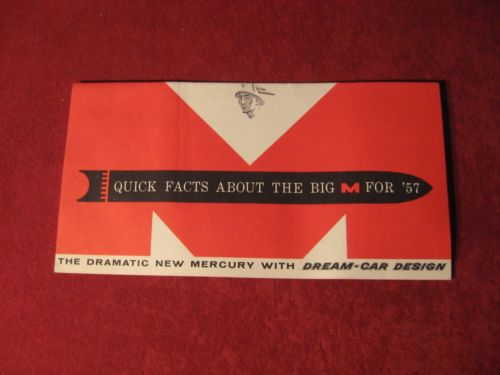 QUICK FACTS ABOUT THE BIG M FOR '57
THE DRAMATIC NEW MERCURY WITH DREAM-CAR DESIGN